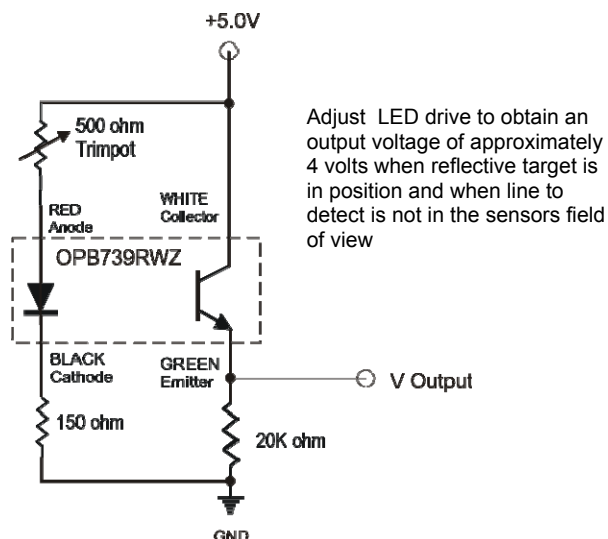 +5.0V
500 ohm
Trimpot
Adjust LED drive to obtain an
output voltage of approximately
4 volts when reflective target is
in position and when line to
detect is not in the sensors field
of view
RED
Anode
WHITE
Collector
OPB739RWZ
BLACK
Cathode
GREEN
Emitter
V Output
150 ohm
20K ohm
GND